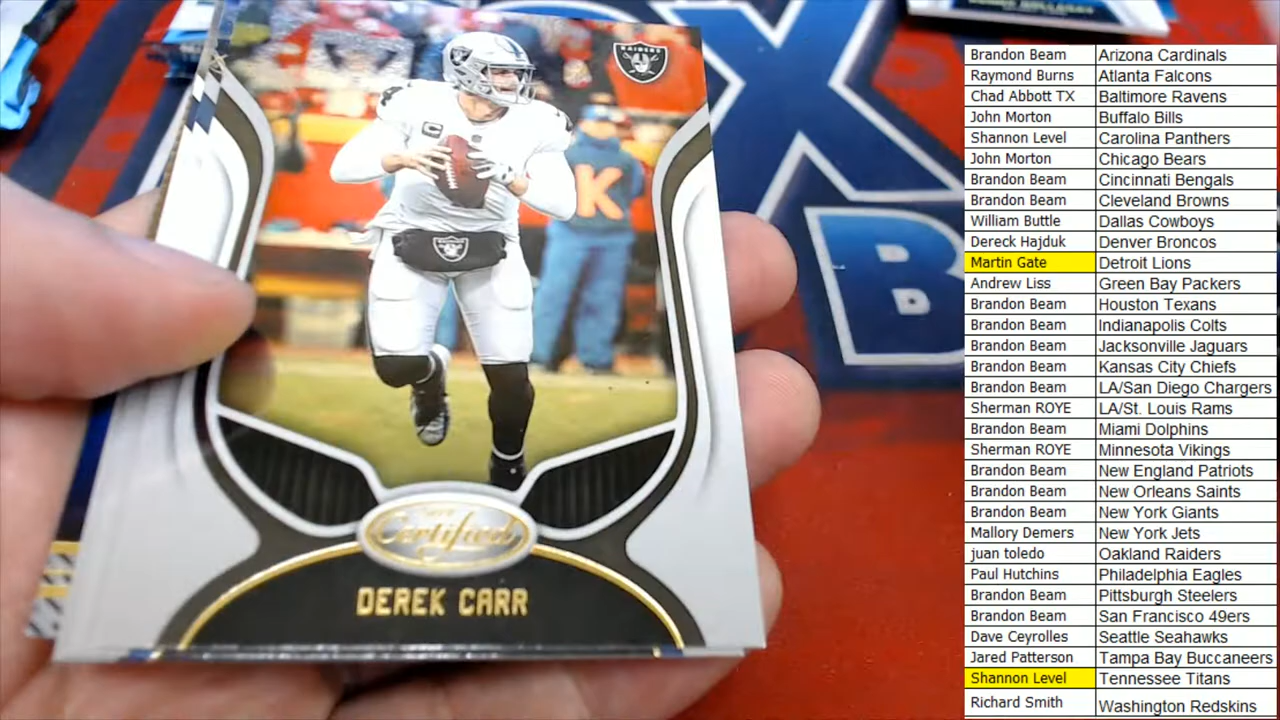 RAIDERS
K
Certified
DEREK CARR
X
B
Brandon Beam Arizona Cardinals
Raymond Burns Atlanta Falcons
Chad Abbott TX Baltimore Ravens
John Morton Buffalo Bills
Shannon Level Carolina Panthers
John Morton Chicago Bears
Brandon Beam Cincinnati Bengals
Brandon Beam Cleveland Browns
William Buttle Dallas Cowboys
Dereck Hajduk Denver Broncos
Martin Gate Detroit Lions
Andrew Liss Green Bay Packers
Brandon Beam Houston Texans
Brandon Beam Indianapolis Colts
Brandon Beam Jacksonville Jaguars
Brandon Beam Kansas City Chiefs
Brandon Beam LA/San Diego Chargers
Sherman ROYE LA/St. Louis Rams
Brandon Beam Miami Dolphins
Sherman ROYE Minnesota Vikings
Brandon Beam New England Patriots
Brandon Beam New Orleans Saints
Brandon Beam New York Giants
Mallory Demers New York Jets
juan toledo Oakland Raiders
Paul Hutchins Philadelphia Eagles
Brandon Beam Pittsburgh Steelers
Brandon Beam San Francisco 49ers
Dave Ceyrolles Seattle Seahawks
Jared Patterson Tampa Bay Buccaneers
Shannon Level Tennessee Titans
Richard Smith Washington Redskins